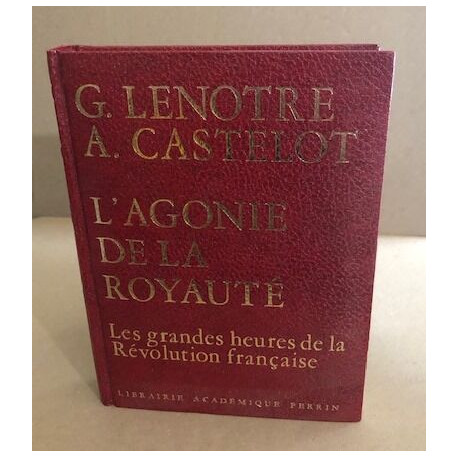 G. LENOTRE
A. CASTELOT
L'AGONIE
DE LA
ROYAUTÉ
Les grandes heures de la
Révolution française
LIBRAIRIE ACADÉMIQUE PERRIN